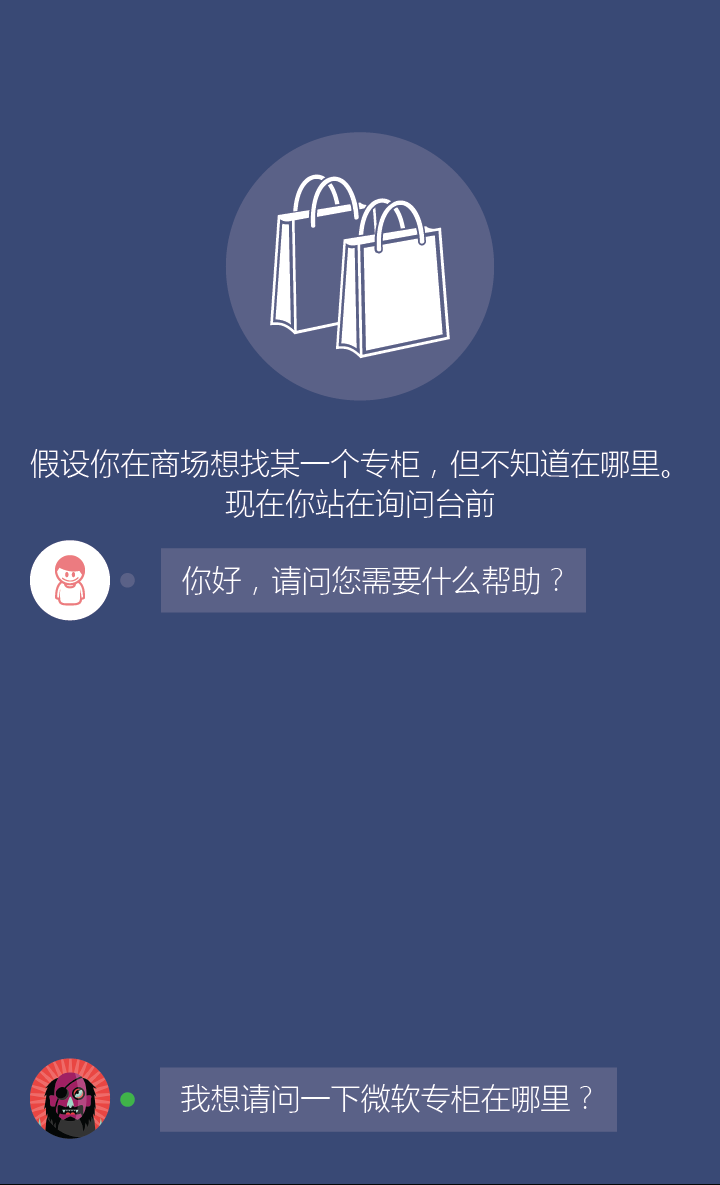 假设你在商场想找某一个专柜，但不知道在哪里。
现在你站在询问台前
你好，请问您需要什么帮助？
我想请问一下微软专柜在哪里？